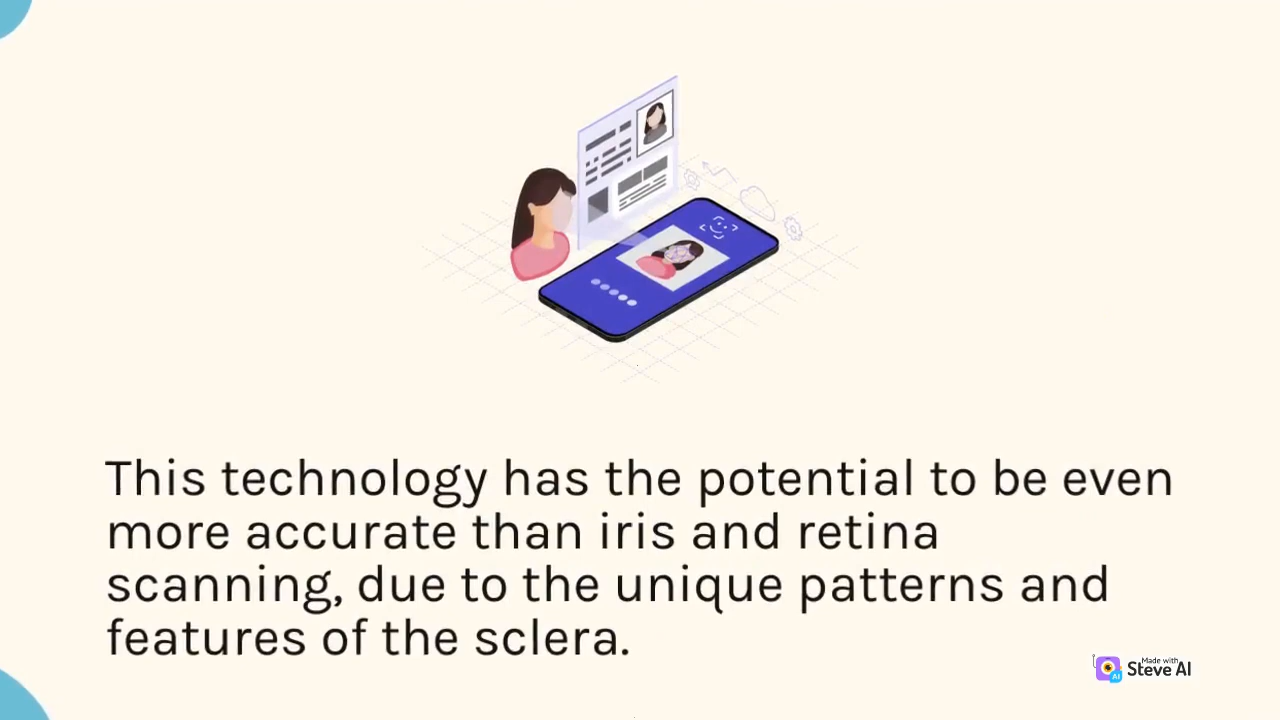 This technology has the potential to be even
more accurate than iris and retina
scanning, due to the unique patterns and
features of the sclera.
Made with
Steve AI
AI